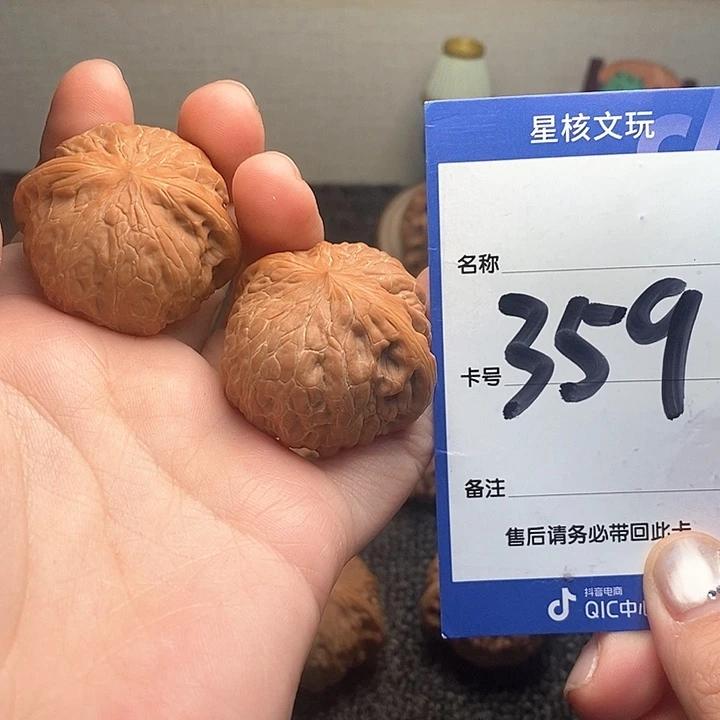 星核文玩
名称
359
卡号
备注
售后请务必带回此卡
抖音电商
QIC中心